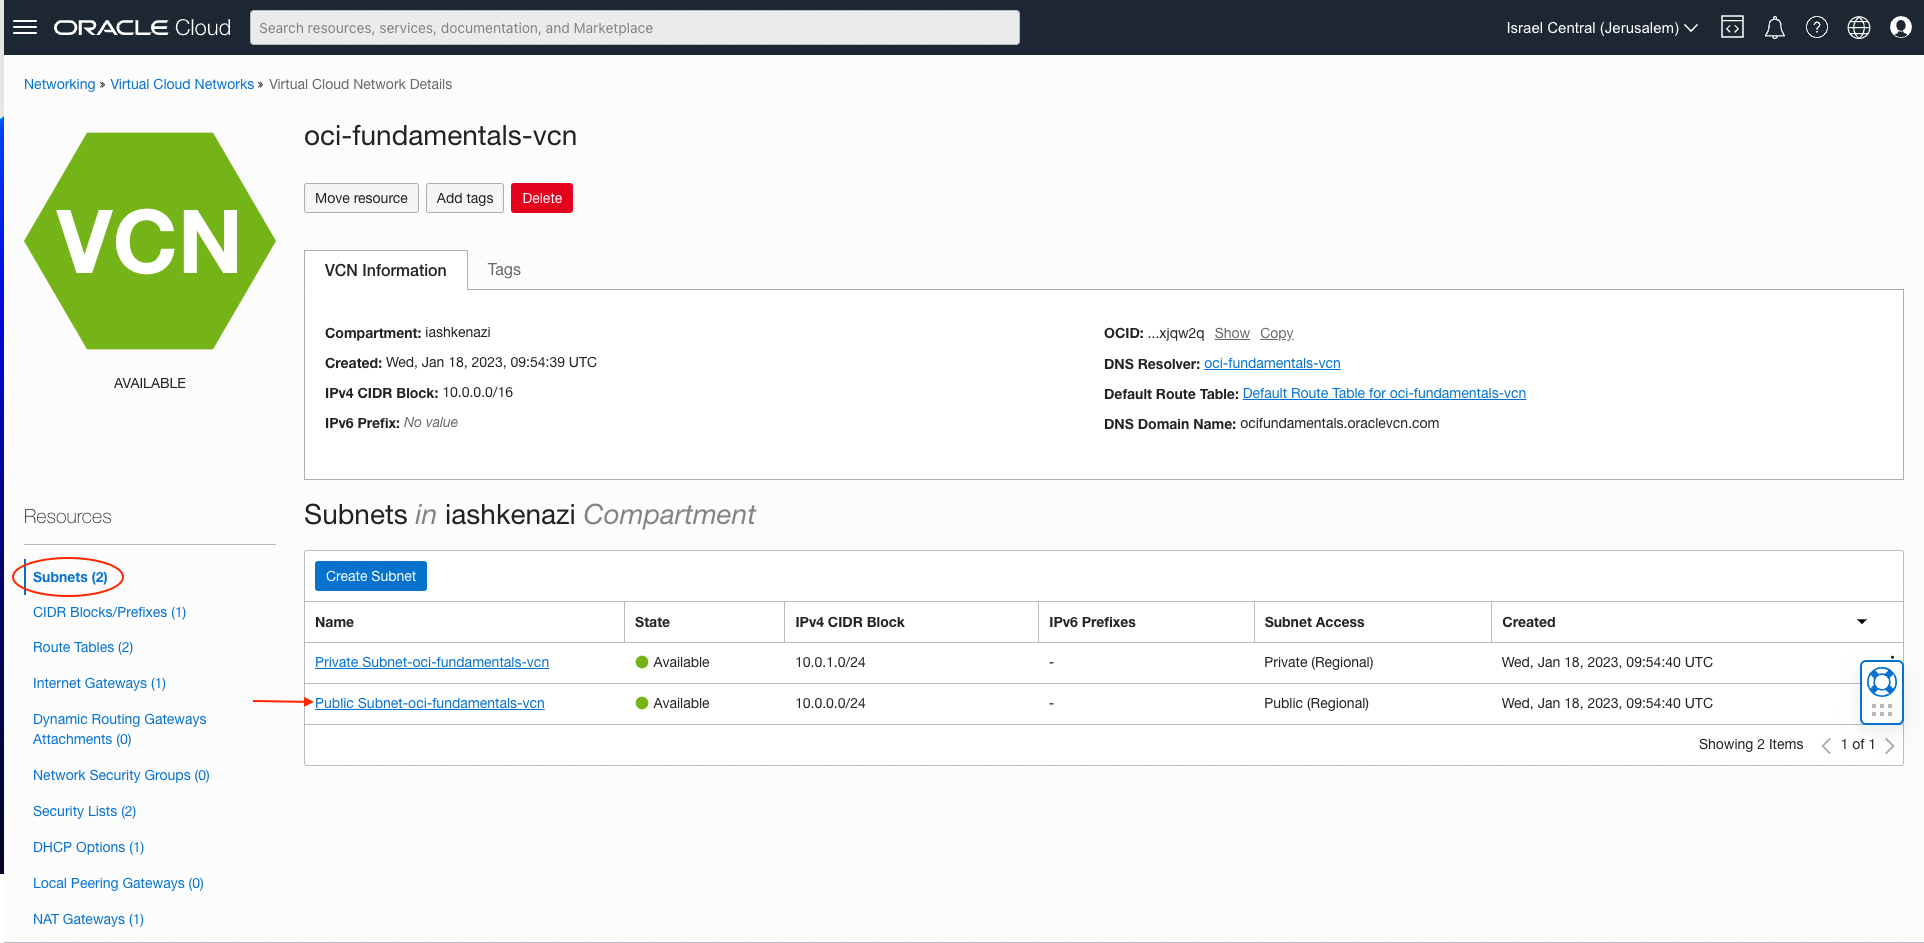 ORACLE Cloud
Search resources, services, documentation, and Marketplace
Israel Central (Jerusalem)
Networking » Virtual Cloud Networks » Virtual Cloud Network Details
VCN
AVAILABLE
oci-fundamentals-vcn
Move resource
Add tags
Delete
VCN Information
Tags
Compartment: iashkenazi
Created: Wed, Jan 18, 2023, 09:54:39 UTC
IPv4 CIDR Block: 10.0.0.0/16
IPv6 Prefix: No value
OCID: ...xjqw2q Show Copy
DNS Resolver: oci-fundamentals-vcn
Default Route Table: Default Route Table for oci-fundamentals-vcn
DNS Domain Name: ocifundamentals.oraclevcn.com
Resources
Subnets (2)
CIDR Blocks/Prefixes (1)
Route Tables (2)
Internet Gateways (1)
Dynamic Routing Gateways
Attachments (0)
Network Security Groups (0)
Security Lists (2)
DHCP Options (1)
Local Peering Gateways (0)
NAT Gateways (1)
Subnets in iashkenazi Compartment
Create Subnet
Name State IPv4 CIDR Block IPv6 Prefixes Subnet Access Created
Private Subnet-oci-fundamentals-vcn Available 10.0.1.0/24 - Private (Regional) Wed, Jan 18, 2023, 09:54:40 UTC
Public Subnet-oci-fundamentals-vcn Available 10.0.0.0/24 - Public (Regional) Wed, Jan 18, 2023, 09:54:40 UTC
Showing 2 Items 1 of 1